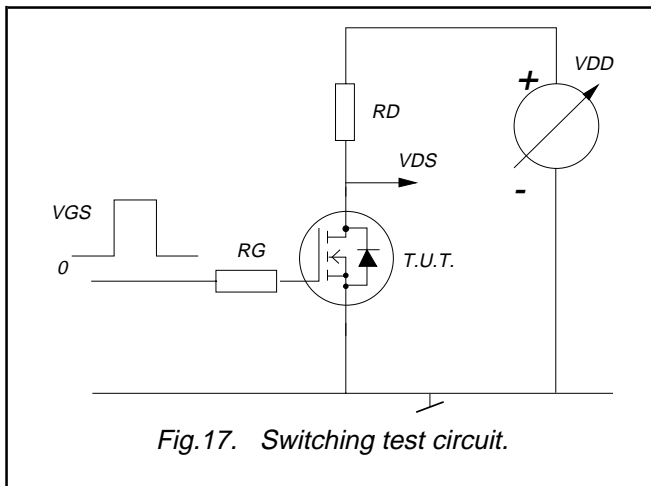 +
VDD
RD
VDS
-
VGS
RG
T.U.T.
0
Fig.17. Switching test circuit.